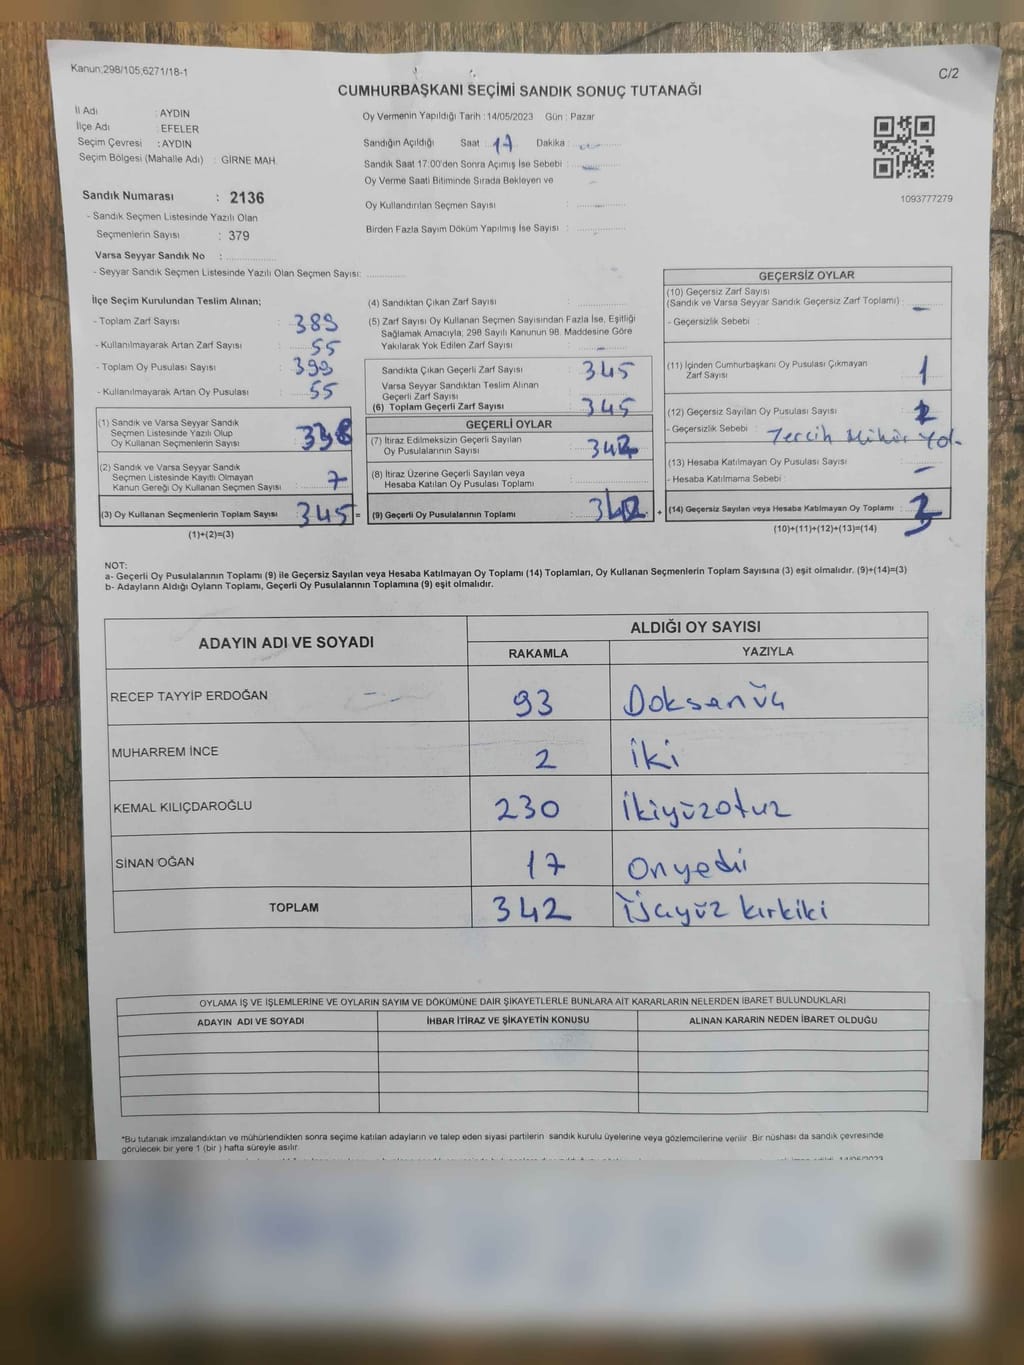 Kanun;298/105,6271/18-1
C/2
CUMHURBAŞKANI SEÇİMİ SANDIK SONUÇ TUTANAĞI
İl Adı : AYDIN
İlçe Adı : EFELER
Seçim Çevresi : AYDIN
Seçim Bölgesi (Mahalle Adı) : GİRNE MAH.
Oy Vermenin Yapıldığı Tarih : 14/05/2023 Gün : Pazar
Sandığın Açıldığı Saat : 17 Dakika :
Sandık Saat 17:00'den Sonra Açımış İse Sebebi :
Oy Verme Saati Bitiminde Sırada Bekleyen ve
Oy Kullandırılan Seçmen Sayısı :
Birden Fazla Sayım Döküm Yapılmış İse Sayısı :
1093777279
Sandık Numarası : 2136
- Sandık Seçmen Listesinde Yazılı Olan
Seçmenlerin Sayısı : 379
Varsa Seyyar Sandık No :
- Seyyar Sandık Seçmen Listesinde Yazılı Olan Seçmen Sayısı:
İlçe Seçim Kurulundan Teslim Alınan;
- Toplam Zarf Sayısı : 389
- Kullanılmayarak Artan Zarf Sayısı : 55
- Toplam Oy Pusulası Sayısı : 399
- Kullanılmayarak Artan Oy Pusulası : 55
(1) Sandık ve Varsa Seyyar Sandık
Seçmen Listesinde Yazılı Olup
Oy Kullanan Seçmenlerin Sayısı : 338
(2) Sandık ve Varsa Seyyar Sandık
Seçmen Listesinde Kayıtlı Olmayan
Kanun Gereği Oy Kullanan Seçmen Sayısı : 7
(3) Oy Kullanan Seçmenlerin Toplam Sayısı : 345 =
(1)+(2)=(3)
(4) Sandıktan Çıkan Zarf Sayısı :
(5) Zarf Sayısı Oy Kullanan Seçmen Sayısından Fazla İse, Eşitliği
Sağlamak Amacıyla, 298 Sayılı Kanunun 98. Maddesine Göre
Yakılarak Yok Edilen Zarf Sayısı :
Sandıkta Çıkan Geçerli Zarf Sayısı : 345
Varsa Seyyar Sandıktan Teslim Alınan
Geçerli Zarf Sayısı :
(6) Toplam Geçerli Zarf Sayısı : 345
GEÇERLİ OYLAR
(7) İtiraz Edilmeksizin Geçerli Sayılan
Oy Pusulalarının Sayısı : 342
(8) İtiraz Üzerine Geçerli Sayılan veya
Hesaba Katılan Oy Pusulası Toplamı :
(9) Geçerli Oy Pusulalarının Toplamı : 342 +
GEÇERSİZ OYLAR
(10) Geçersiz Zarf Sayısı
(Sandık ve Varsa Seyyar Sandık Geçersiz Zarf Toplamı) :
- Geçersizlik Sebebi :
(11) İçinden Cumhurbaşkanı Oy Pusulası Çıkmayan
Zarf Sayısı : 1
(12) Geçersiz Sayılan Oy Pusulası Sayısı : 2
- Geçersizlik Sebebi : Tercih Mühür Yok.
(13) Hesaba Katılmayan Oy Pusulası Sayısı :
- Hesaba Katılmama Sebebi :
(14) Geçersiz Sayılan veya Hesaba Katılmayan Oy Toplamı : 3
(10)+(11)+(12)+(13)=(14)
NOT:
a- Geçerli Oy Pusulalarının Toplamı (9) ile Geçersiz Sayılan veya Hesaba Katılmayan Oy Toplamı (14) Toplamları, Oy Kullanan Seçmenlerin Toplam Sayısına (3) eşit olmalıdır. (9)+(14)=(3)
b- Adayların Aldığı Oyların Toplamı, Geçerli Oy Pusulalarının Toplamına (9) eşit olmalıdır.
ADAYIN ADI VE SOYADI
ALDIĞI OY SAYISI
RAKAMLA YAZIYLA
RECEP TAYYİP ERDOĞAN 93 Doksanüç
MUHARREM İNCE 2 İki
KEMAL KILIÇDAROĞLU 230 İkiyüzotuz
SİNAN OĞAN 17 Onyedi
TOPLAM 342 Üçyüz kırkiki
OYLAMA İŞ VE İŞLEMLERİNE VE OYLARIN SAYIM VE DÖKÜMÜNE DAİR ŞİKAYETLERLE BUNLARA AİT KARARLARIN NELERDEN İBARET BULUNDUKLARI
ADAYIN ADI VE SOYADI İHBAR İTİRAZ VE ŞİKAYETİN KONUSU ALINAN KARARIN NEDEN İBARET OLDUĞU
*Bu tutanak imzalandıktan ve mühürlendikten sonra seçime katılan adayların ve talep eden siyasi partilerin sandık kurulu üyelerine veya gözlemcilerine verilir. Bir nüshası da sandık çevresinde
görülecek bir yere 1 (bir ) hafta süreyle asılır.